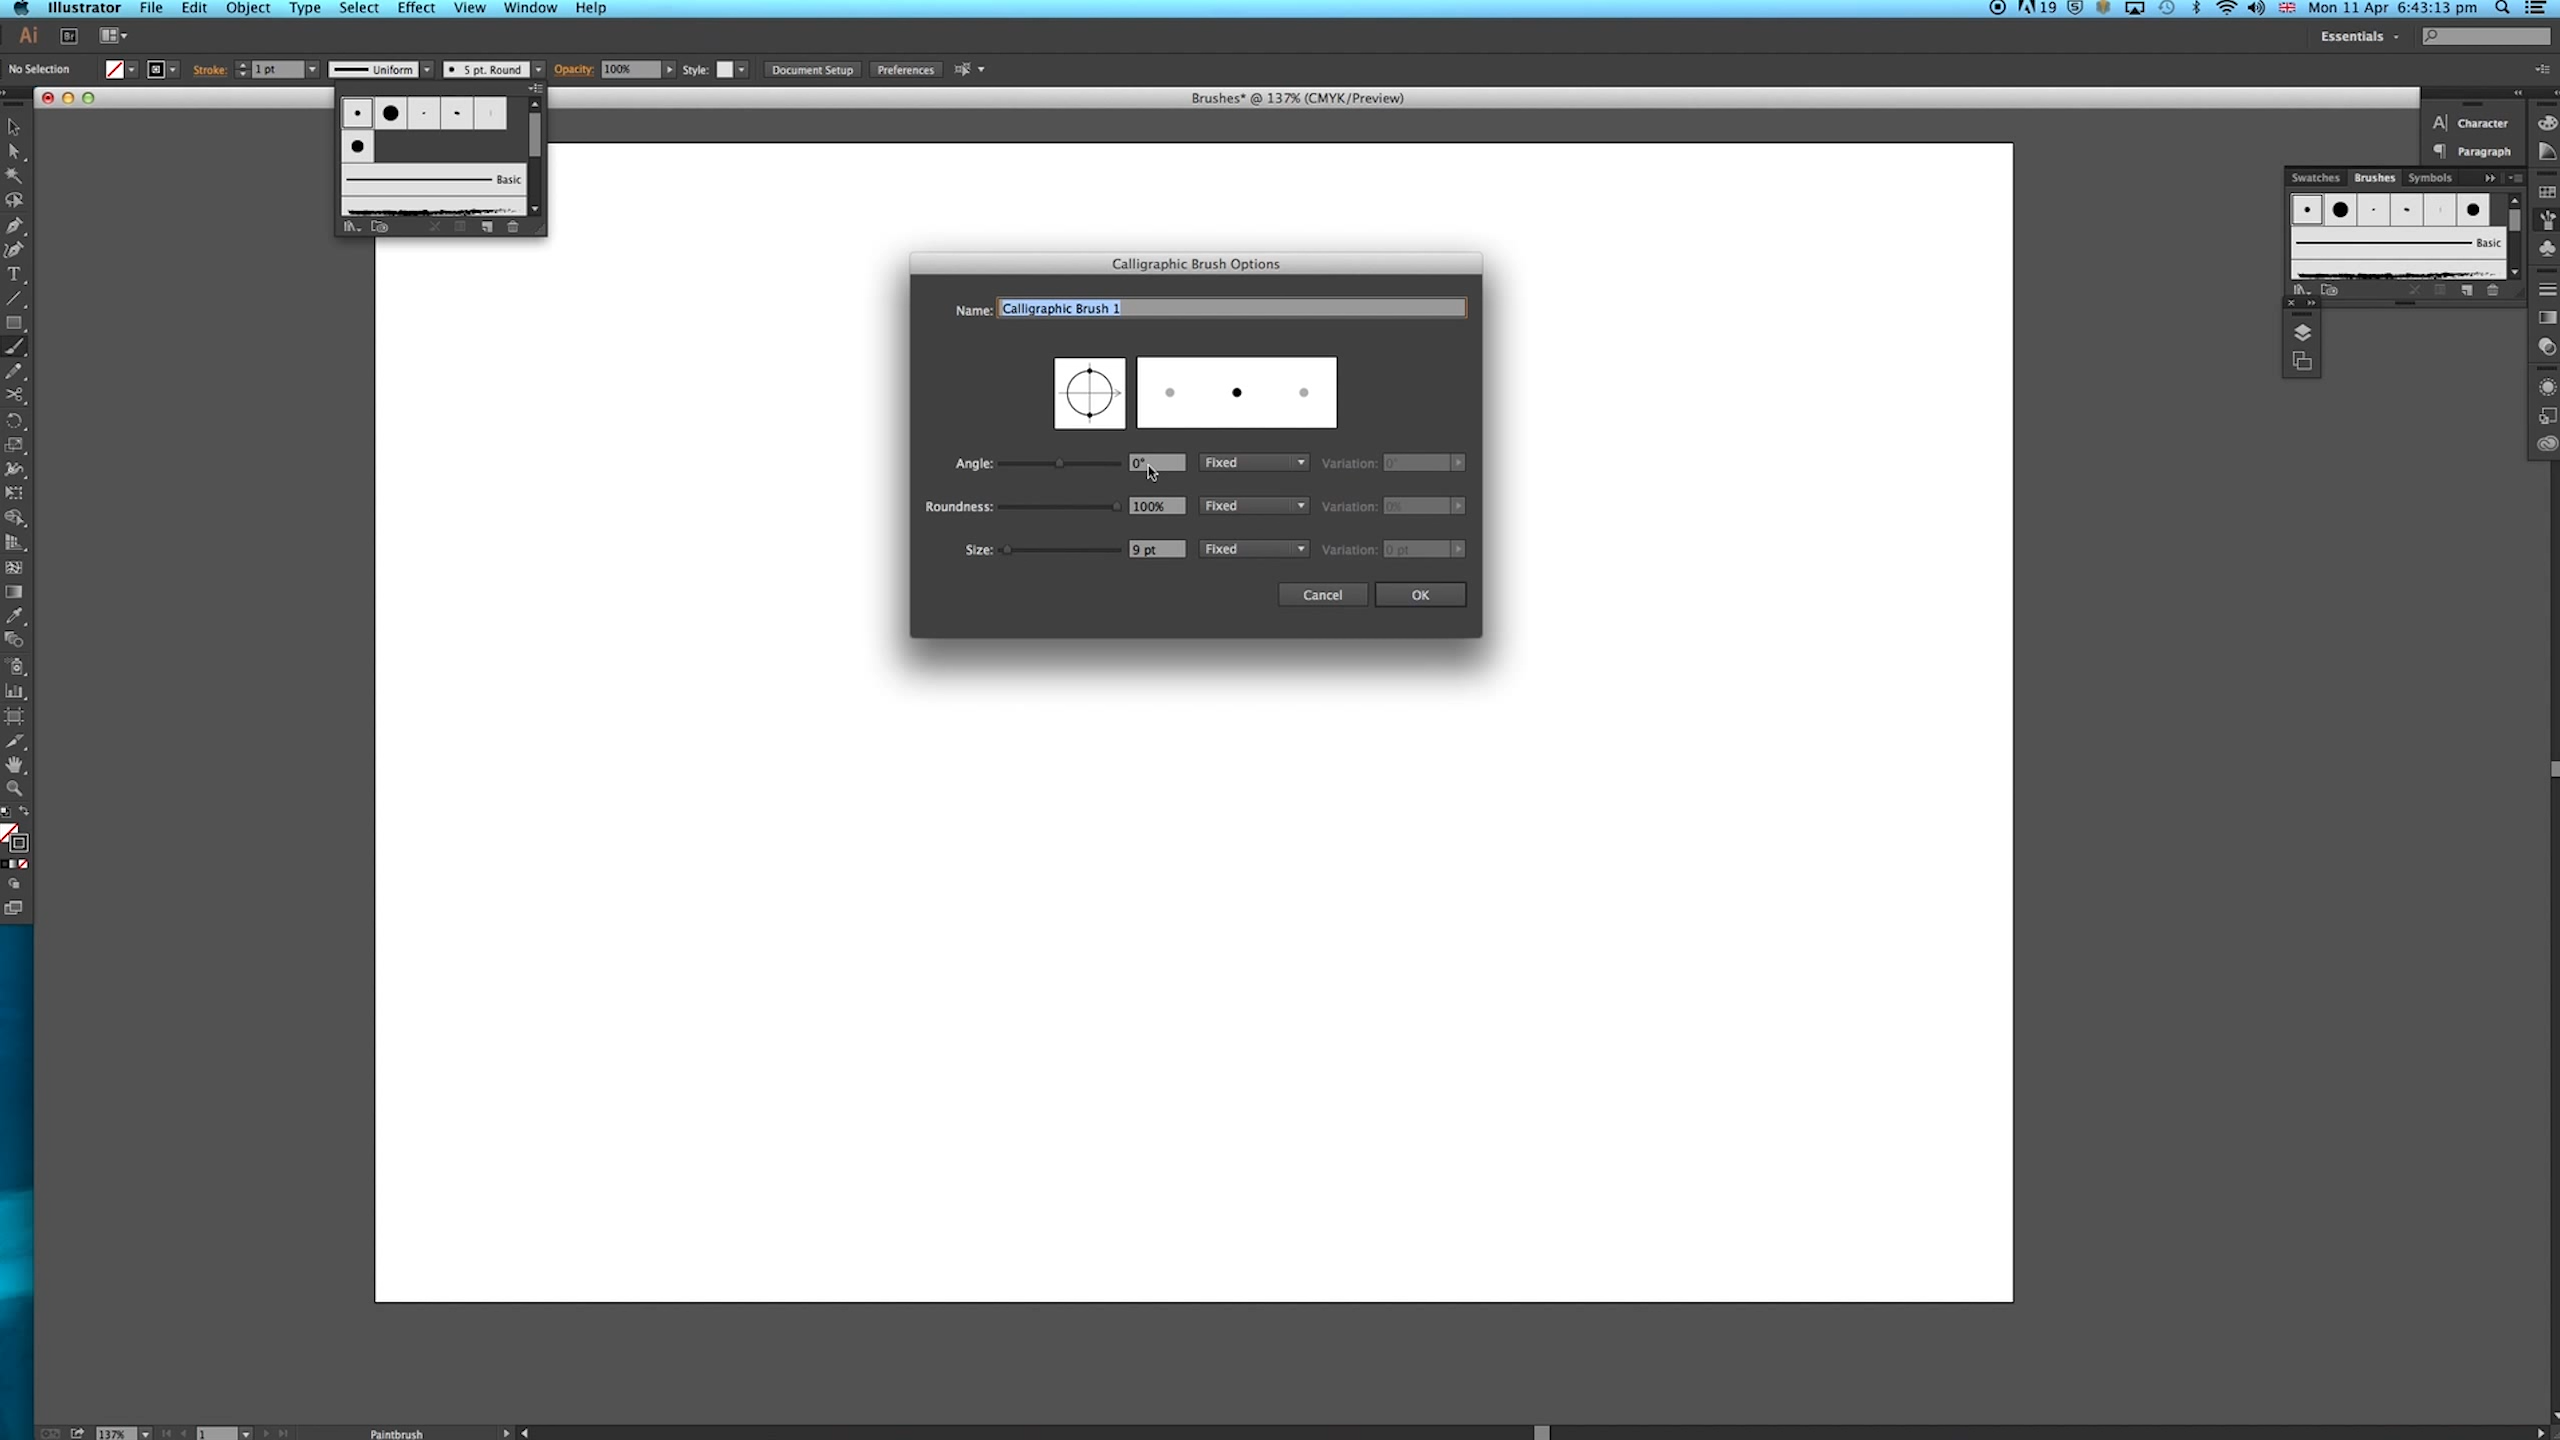 Illustrator File Edit Object Type Select Effect View Window Help 19 Mon 11 Apr 6:43:13 pm
Ai Br Essentials
No Selection Stroke: 1 pt Uniform 5 pt. Round Opacity: 100% Style: Document Setup Preferences
Brushes* @ 137% (CMYK/Preview)
Character
Paragraph
Basic
Swatches Brushes Symbols
Basic
Calligraphic Brush Options
Name: Calligraphic Brush 1
Angle: 0° Fixed Variation: 0°
Roundness: 100% Fixed Variation: 0%
Size: 9 pt Fixed Variation: 0 pt
Cancel OK
137% 1 Paintbrush